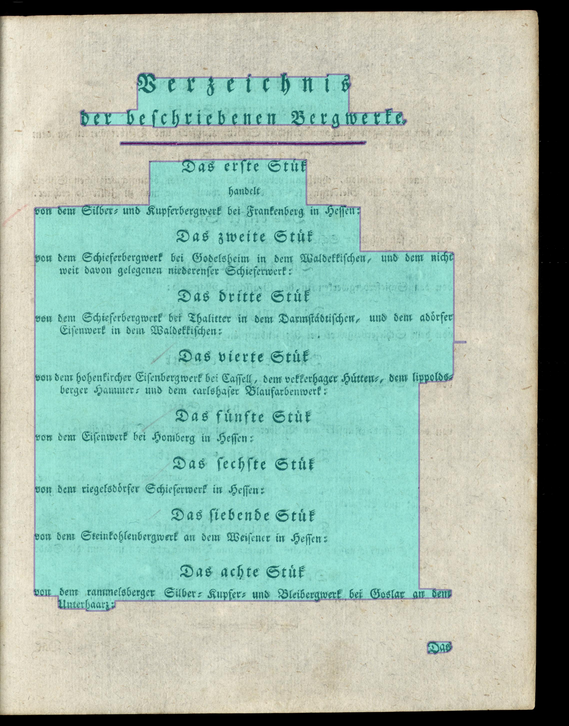 Verzeichnis
der beschriebenen Bergwerke.
Das erste Stük
handelt,
von dem Silber- und Kupferbergwerk bei Frankenberg in Hessen:
Das zweite Stük
von dem Schieferbergwerk bei Godelsheim in dem Waldekkischen, und dem nicht
weit davon gelegenen niederenser Schieferwerk:
Das dritte Stük
von dem Schieferbergwerk bei Thalitter in dem Darmstädtischen, und dem adorfer
Eisenwerk in dem Waldekkischen:
Das vierte Stük
von dem hohenkircher Eisenbergwerk bei Cassell, dem vekkerhager Hütten-, dem lippolds-
berger Hammer- und dem carlshafer Blaufarbenwerk:
Das fünfte Stük
von dem Eisenwerk bei Homberg in Hessen:
Das sechste Stük
von dem riegelsdörfer Schieferwerk in Hessen:
Das siebende Stük
von dem Steinkohlenbergwerk an dem Weisener in Hessen:
Das achte Stük
von dem rammelsberger Silber- Kupfer- und Bleibergwerk bei Goslar an dem
Unterhaarz:
Das